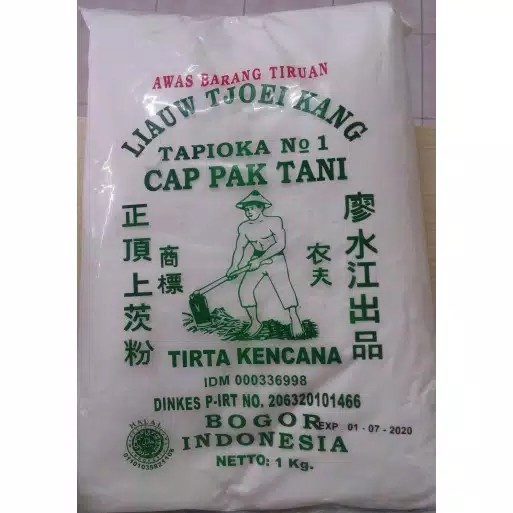 AWAS BARANG TIRUAN
LIAUW TJOEI KANG
TAPIOKA No 1
CAP PAK TANI
正頂上茨粉
商標
农夫
廖水江出品
TIRTA KENCANA
IDM 000336998
DINKES P-IRT NO. 206320101466
BOGOR
EXP 01-07-2020
INDONESIA
NETTO: 1 Kg.
HALAL